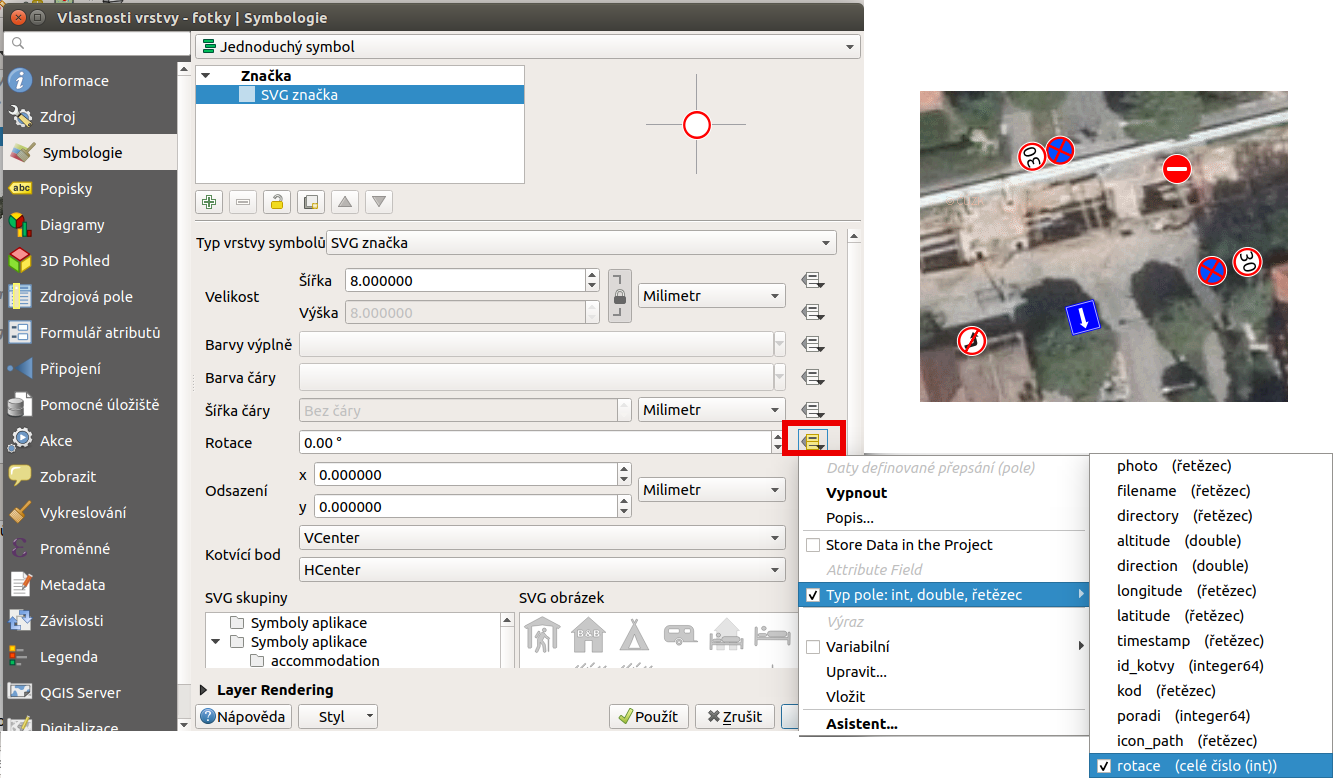 Vlastnosti vrstvy - fotky | Symbologie
Informace
Zdroj
Symbologie
abc Popisky
Diagramy
3D Pohled
Zdrojová pole
Formulář atributů
Připojení
Pomocné úložiště
Akce
Zobrazit
Vykreslování
Proměnné
Metadata
Závislosti
Legenda
QGIS Server
Digitalizace
Jednoduchý symbol
Značka
SVG značka
Typ vrstvy symbolů SVG značka
Velikost
Šířka 8.000000
Výška 8.000000
Milimetr
Barvy výplně
Barva čáry
Šířka čáry Bez čáry Milimetr
Rotace 0.00 °
Odsazení
x 0.000000
y 0.000000
Milimetr
Kotvící bod
VCenter
HCenter
SVG skupiny
Symboly aplikace
Symboly aplikace
accommodation
SVG obrázek
B&B
Layer Rendering
Nápověda Styl Použít Zrušit
Daty definované přepsání (pole)
Vypnout
Popis...
Store Data in the Project
Attribute Field
Typ pole: int, double, řetězec
Výraz
Variabilní
Upravit...
Vložit
Asistent...
photo (řetězec)
filename (řetězec)
directory (řetězec)
altitude (double)
direction (double)
longitude (řetězec)
latitude (řetězec)
timestamp (řetězec)
id_kotvy (integer64)
kod (řetězec)
poradi (integer64)
icon_path (řetězec)
rotace (celé číslo (int))
30
30